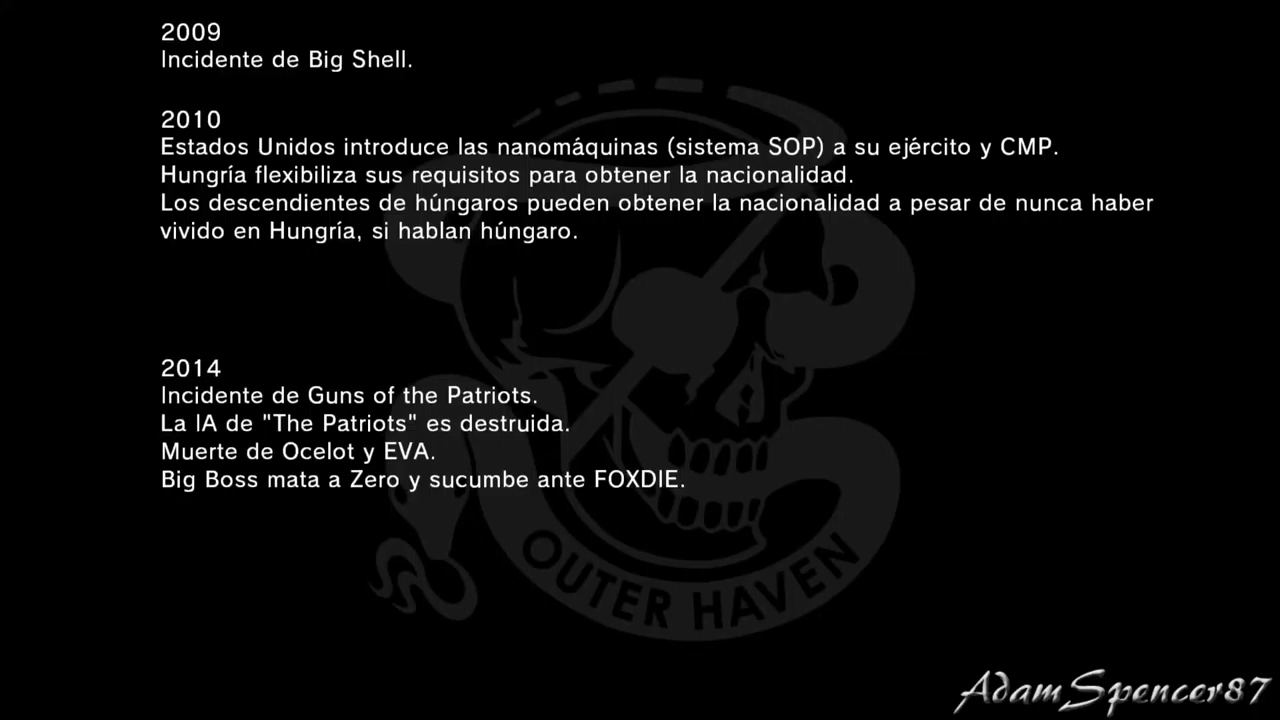 2009
Incidente de Big Shell.
2010
Estados Unidos introduce las nanomáquinas (sistema SOP) a su ejército y CMP.
Hungría flexibiliza sus requisitos para obtener la nacionalidad.
Los descendientes de húngaros pueden obtener la nacionalidad a pesar de nunca haber
vivido en Hungría, si hablan húngaro.
2014
Incidente de Guns of the Patriots.
La IA de "The Patriots" es destruida.
Muerte de Ocelot y EVA.
Big Boss mata a Zero y sucumbe ante FOXDIE.
OUTER HAVEN
AdamSpencer87